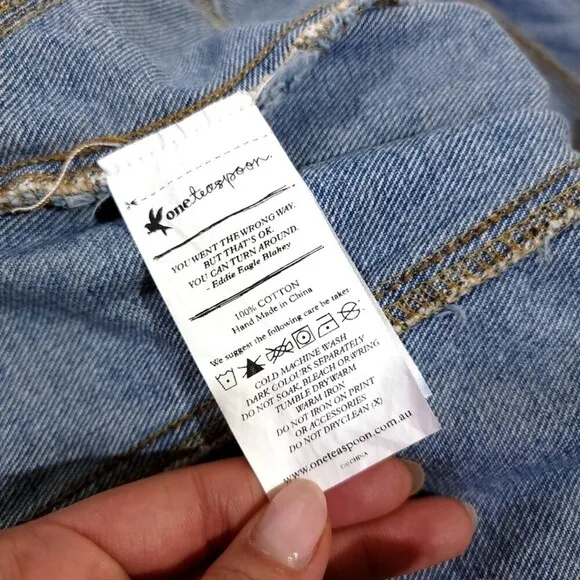 oneteaspoon.
YOU WENT THE WRONG WAY.
BUT THAT'S OK.
YOU CAN TURN AROUND.
- Eddie Eagle Blakey
100% COTTON
Hand Made in China
We suggest the following care be taken
COLD MACHINE WASH
DARK COLOURS SEPARATELY
DO NOT SOAK, BLEACH OR WRING
TUMBLE DRYWARM
WARM IRON
DO NOT IRON ON PRINT
OR ACCESSORIES
DO NOT DRYCLEAN (X)
www.oneteaspoon.com.au